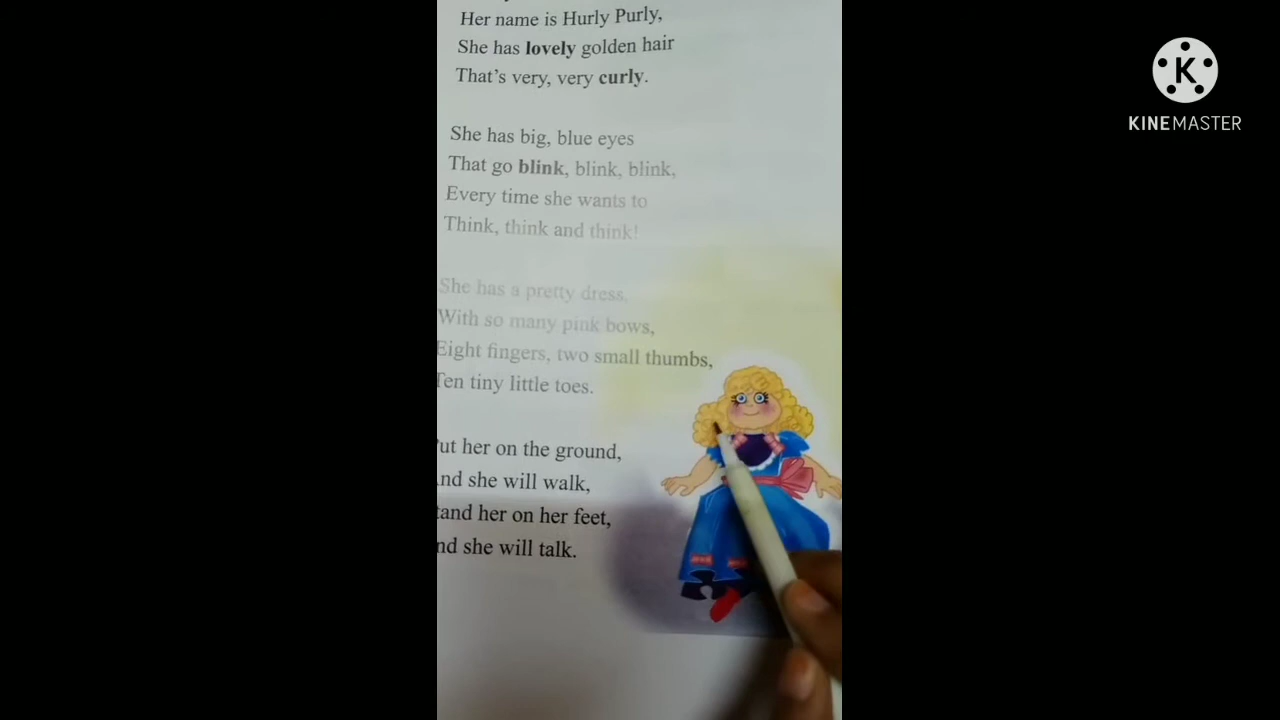 Her name is Hurly Purly,
She has lovely golden hair
That's very, very curly.
She has big, blue eyes
That go blink, blink, blink,
Every time she wants to
Think, think and think!
She has a pretty dress,
With so many pink bows,
Eight fingers, two small thumbs,
Ten tiny little toes.
ut her on the ground,
nd she will walk,
tand her on her feet,
nd she will talk.
K
KINEMASTER